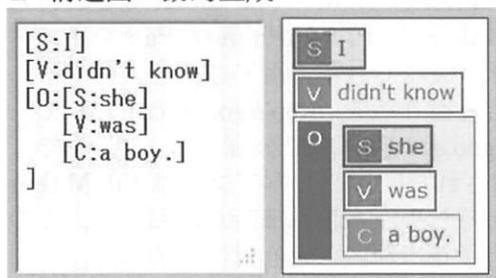 [S:I]
[V:didn't know]
[O:[S:she]
[V:was]
[C:a boy.]
]
S I
V didn't know
O
S she
V was
C a boy.